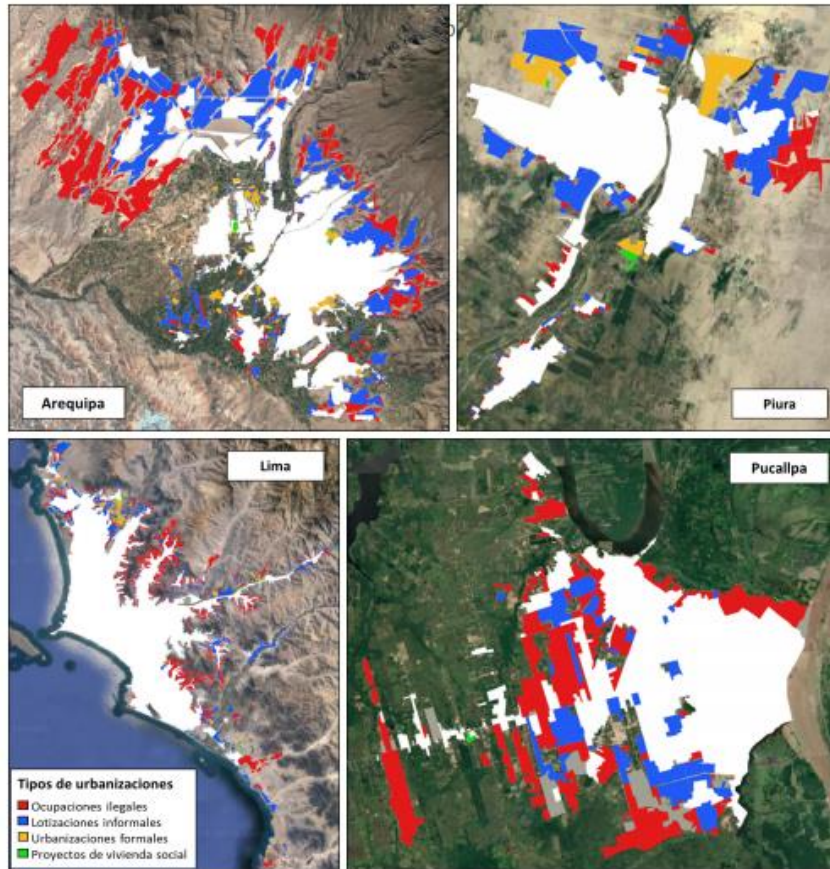 Arequipa
Piura
Lima
Pucallpa
Tipos de urbanizaciones
Ocupaciones ilegales
Lotizaciones informales
Urbanizaciones formales
Proyectos de vivienda social